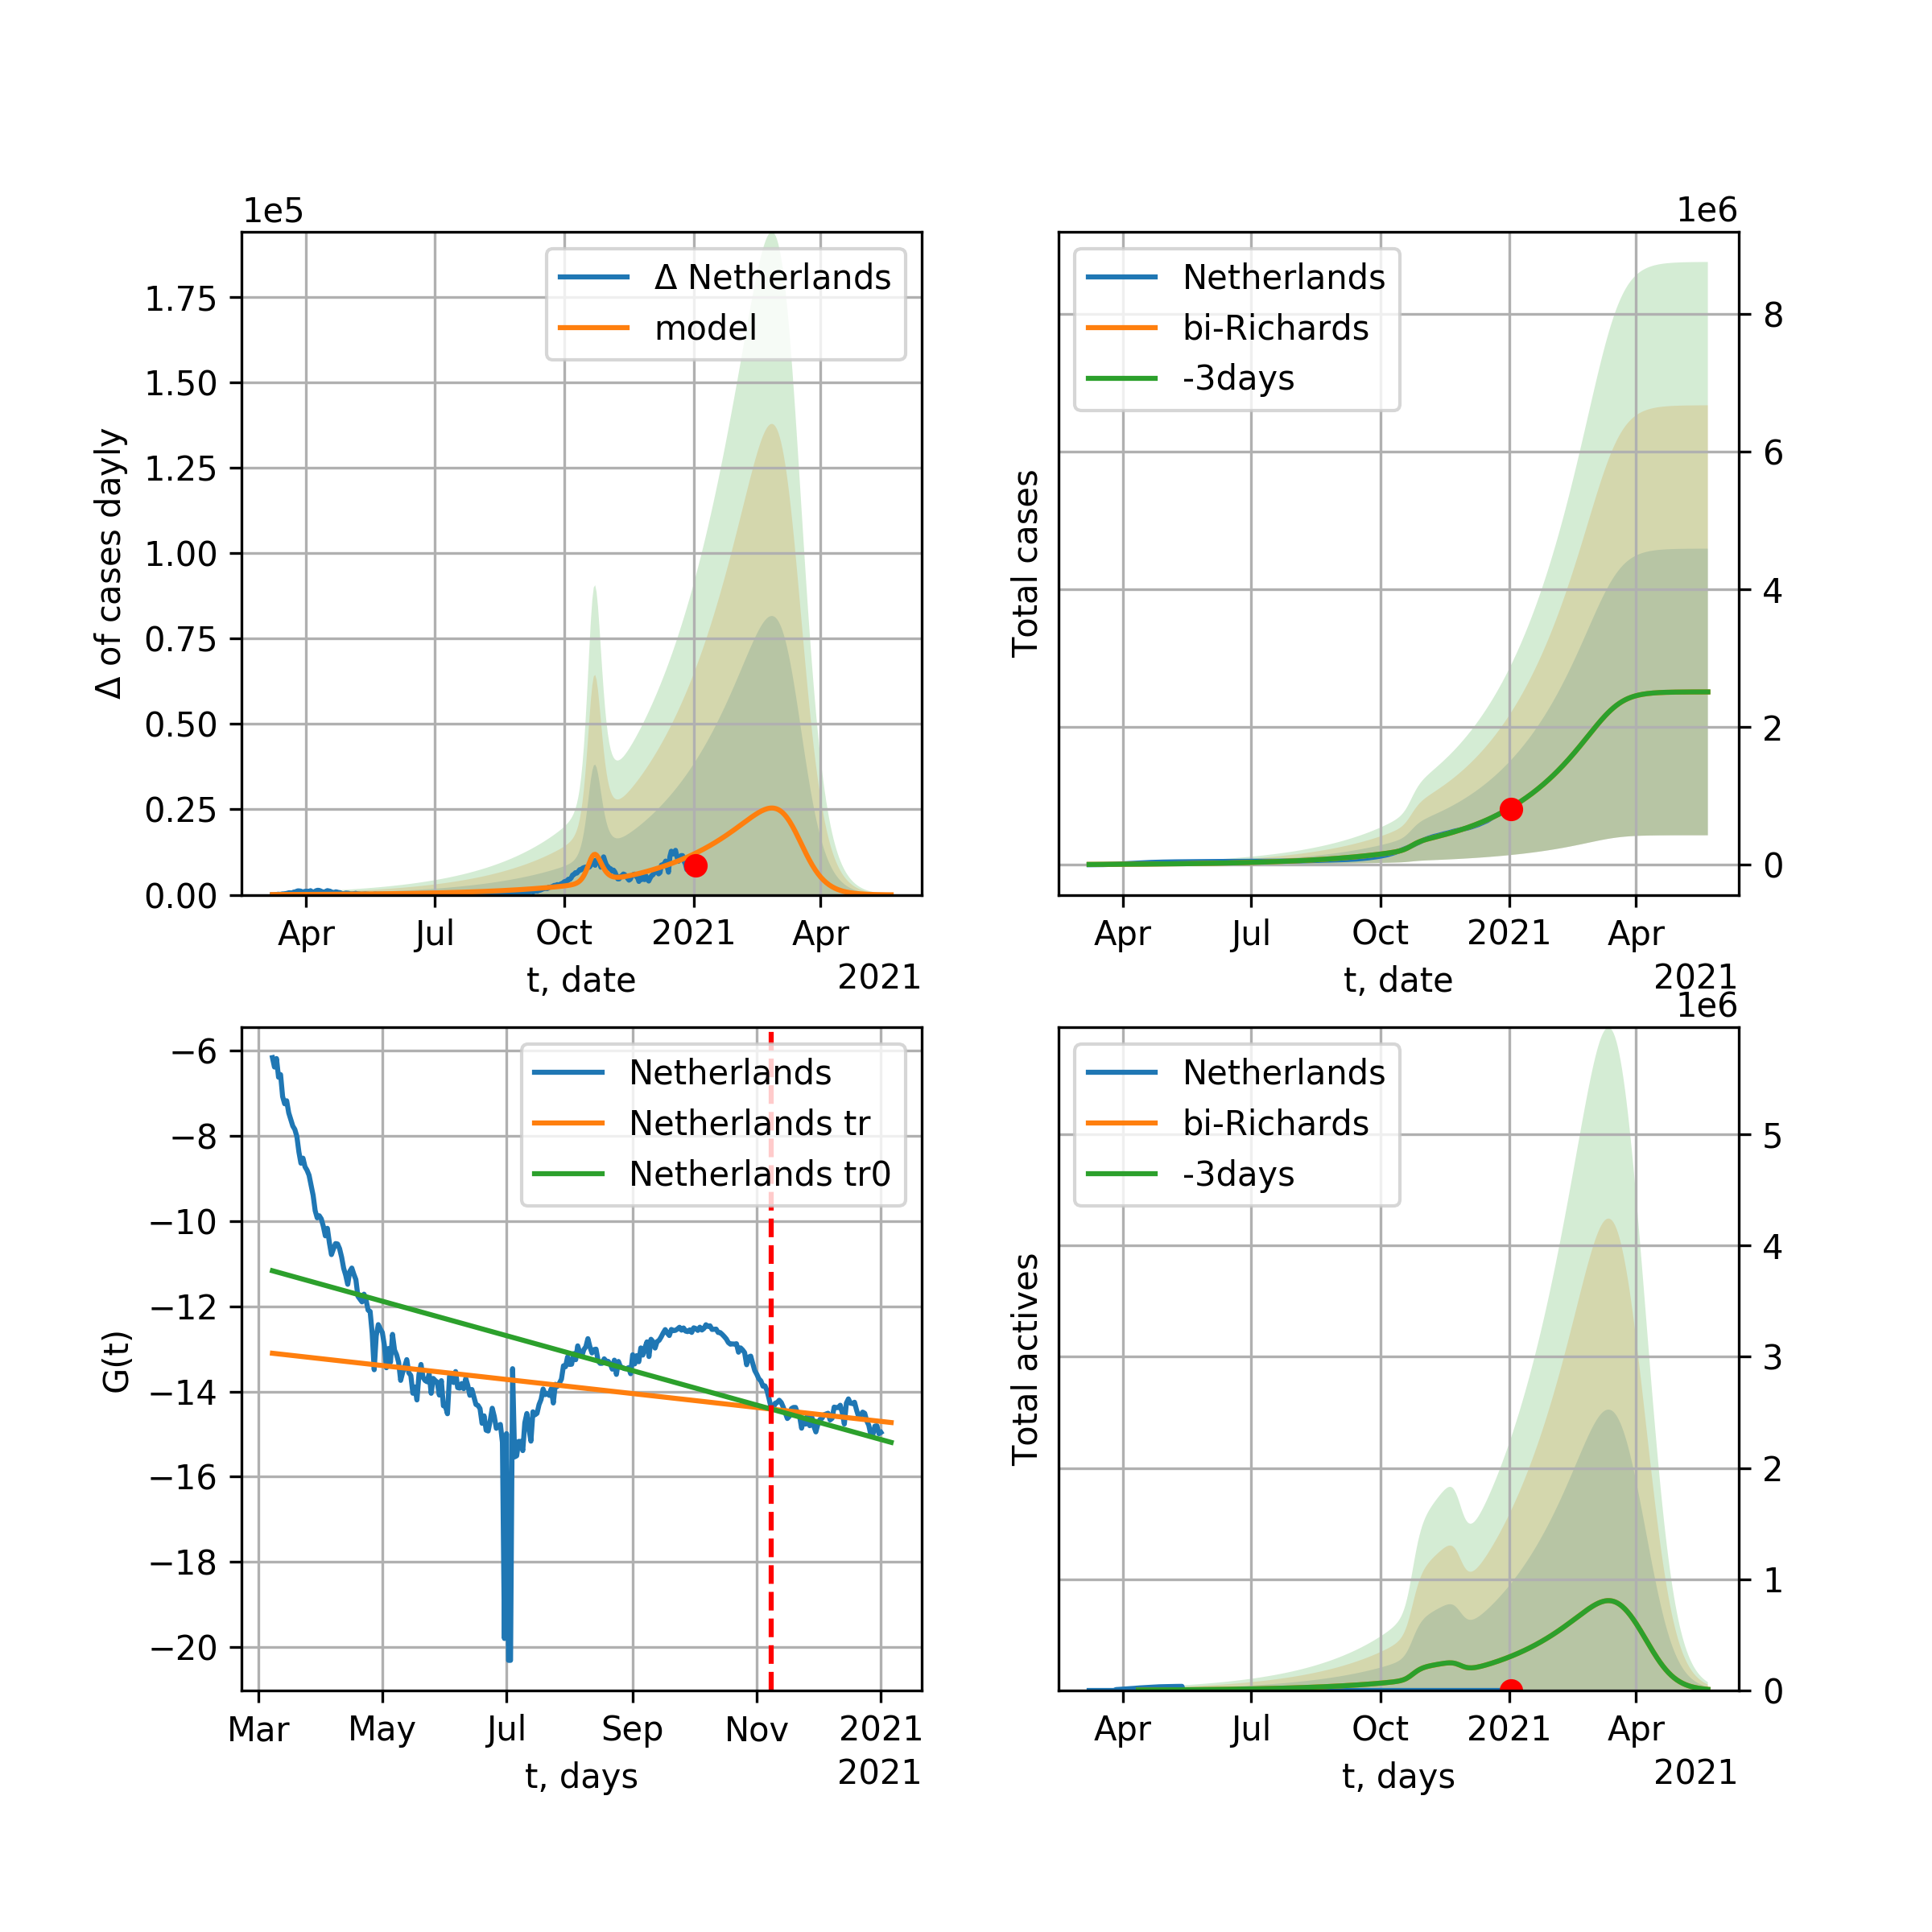 1e5
Δ Netherlands
model
Δ of cases dayly
1.75
1.50
1.25
1.00
0.75
0.50
0.25
0.00
Apr Jul Oct 2021 Apr
t, date
2021
1e6
Netherlands
bi-Richards
-3days
Total cases
8
6
4
2
0
Apr Jul Oct 2021 Apr
t, date
2021
Netherlands
Netherlands tr
Netherlands tr0
G(t)
−6
−8
−10
−12
−14
−16
−18
−20
Mar May Jul Sep Nov 2021
t, days
2021
1e6
Netherlands
bi-Richards
-3days
Total actives
5
4
3
2
1
0
Apr Jul Oct 2021 Apr
t, days
2021